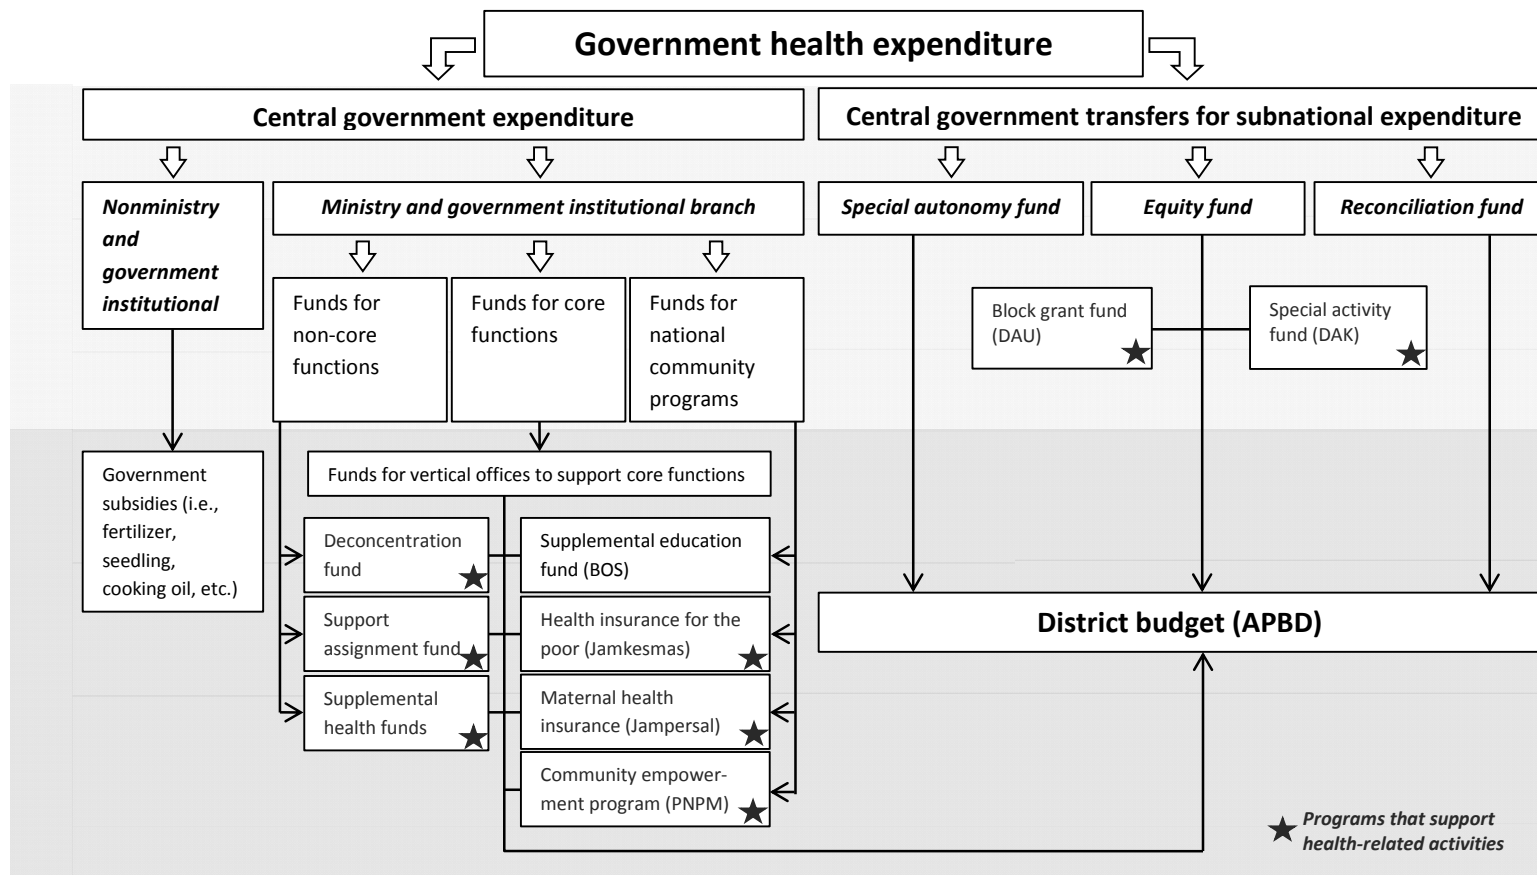 Government health expenditure
Central government expenditure
Central government transfers for subnational expenditure
Nonministry
and
government
institutional
Ministry and government institutional branch
Special autonomy fund
Equity fund
Reconciliation fund
Funds for
non-core
functions
Funds for core
functions
Funds for
national
community
programs
Block grant fund
(DAU)
Special activity
fund (DAK)
Government
subsidies (i.e.,
fertilizer,
seedling,
cooking oil, etc.)
Funds for vertical offices to support core functions
Deconcentration
fund
Supplemental education
fund (BOS)
Support
assignment fund
Health insurance for the
poor (Jamkesmas)
Supplemental
health funds
Maternal health
insurance (Jampersal)
Community empower-
ment program (PNPM)
District budget (APBD)
Programs that support
health-related activities